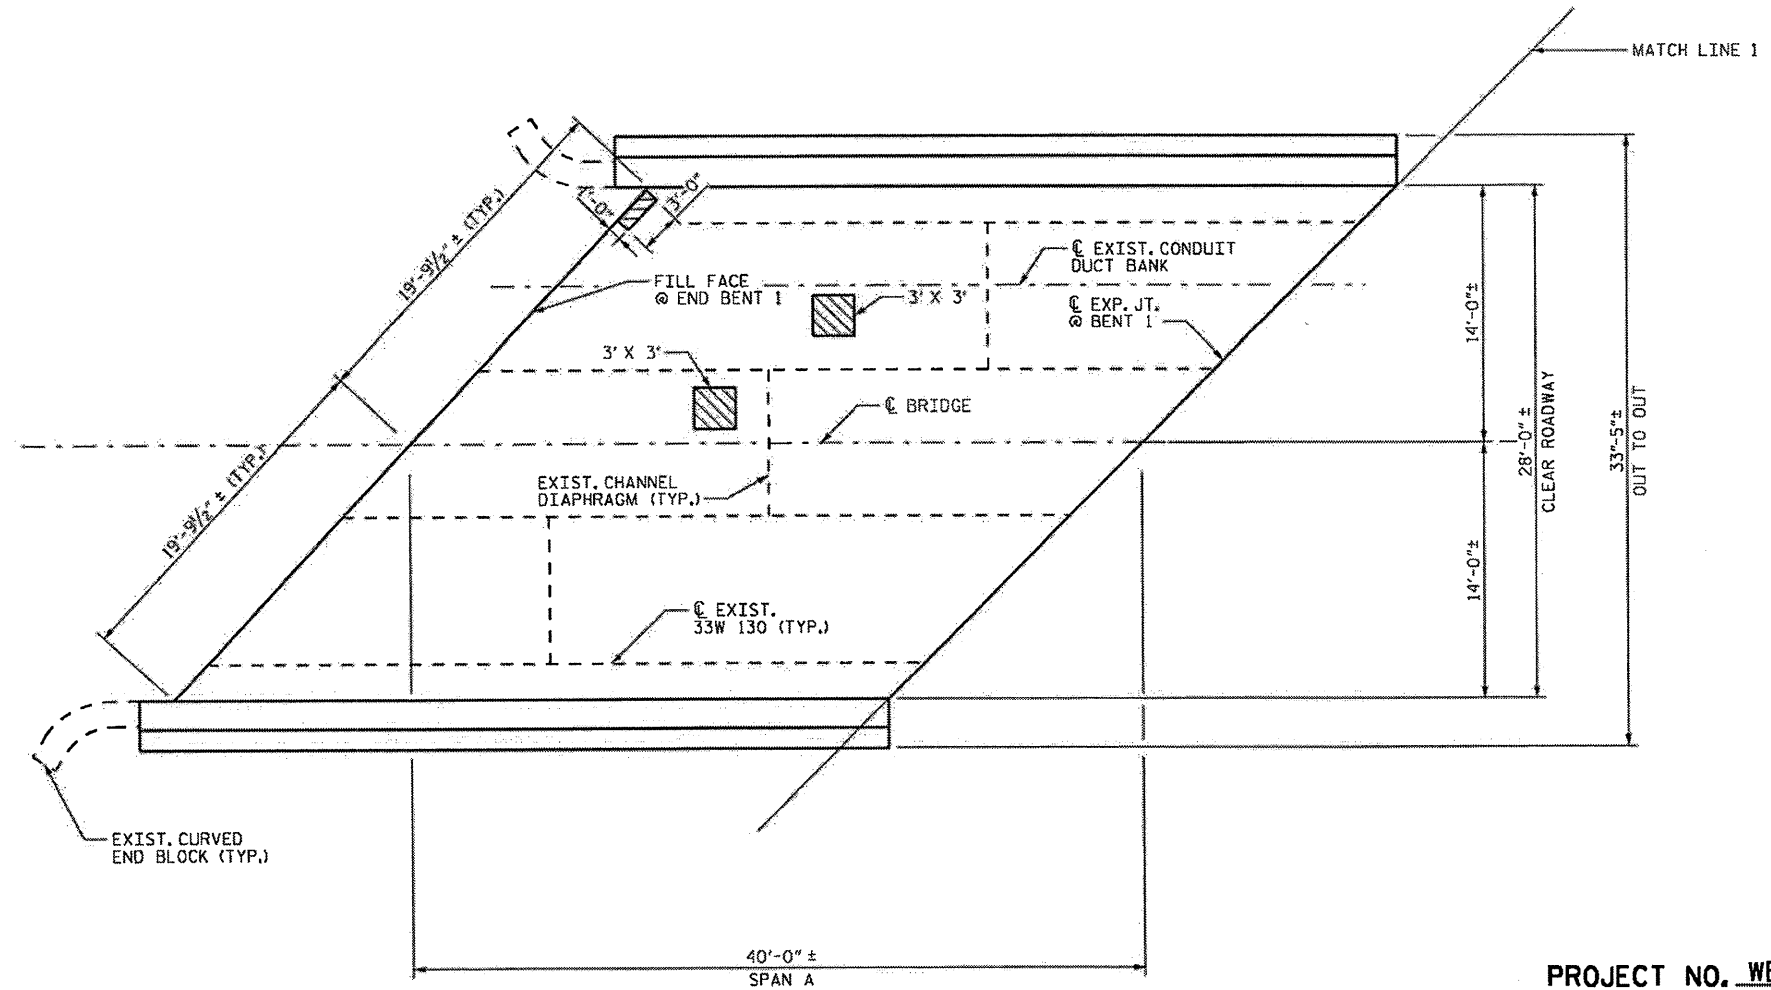 MATCH LINE 1
19'-9 1/2" ± (TYP.)
3'-0"
℄ EXIST. CONDUIT
DUCT BANK
FILL FACE
@ END BENT 1
3' X 3'
℄ EXP. JT.
@ BENT 1
14'-0"±
3' X 3'
℄ BRIDGE
28'-0" ±
CLEAR ROADWAY
33"-5"±
OUT TO OUT
19'-9 1/2" ± (TYP.)
EXIST. CHANNEL
DIAPHRAGM (TYP.)
14'-0"±
℄ EXIST.
33W 130 (TYP.)
EXIST. CURVED
END BLOCK (TYP.)
40'-0" ±
SPAN A
PROJECT NO.